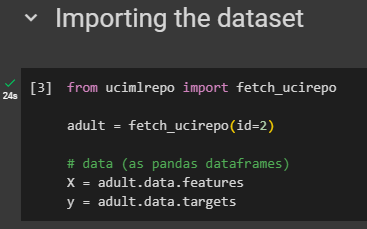 Importing the dataset
[3] from ucimlrepo import fetch_ucirepo
24s
adult = fetch_ucirepo(id=2)
# data (as pandas dataframes)
X = adult.data.features
y = adult.data.targets